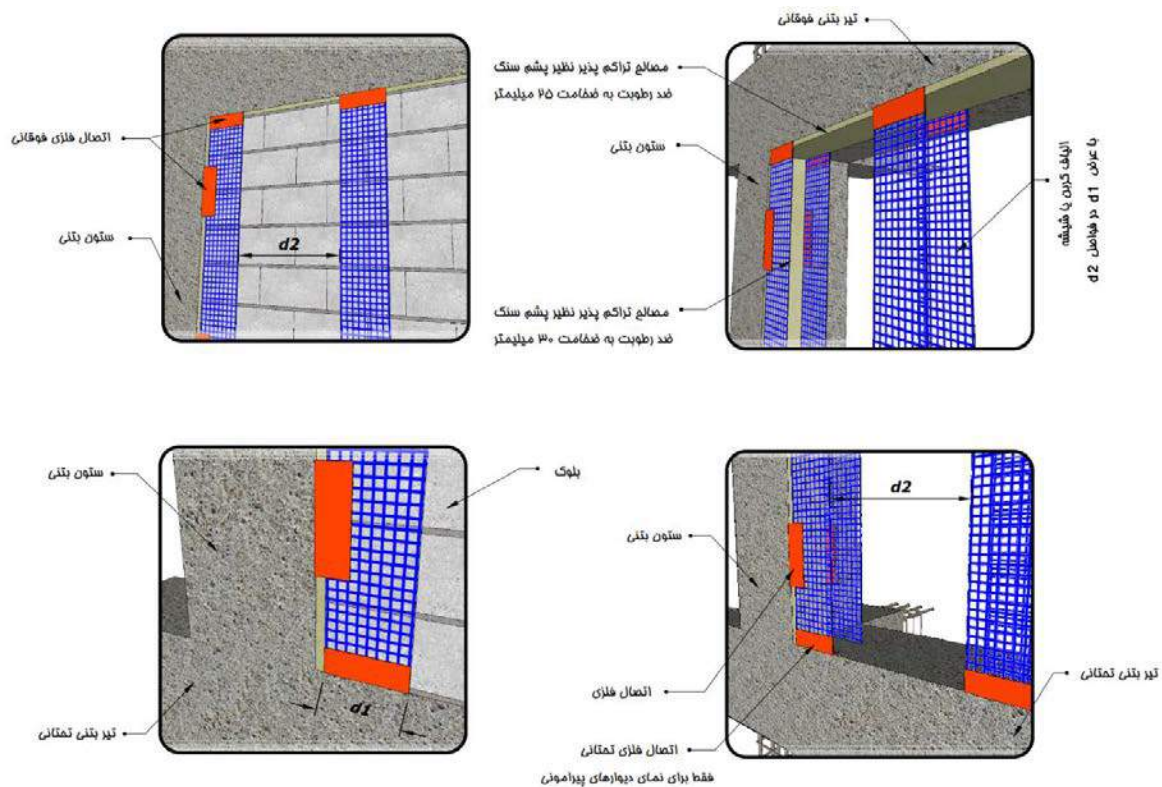 تیر بتنی فوقانی
مصالح تراکم پذیر نظیر پشم سنگ
ضد رطوبت به ضخامت ۲۵ میلیمتر
ستون بتنی
الیاف کربن یا شیشه
با عرض d1 در فواصل d2
مصالح تراکم پذیر نظیر پشم سنگ
ضد رطوبت به ضخامت ۳۰ میلیمتر
اتصال فلزی فوقانی
ستون بتنی
d2
ستون بتنی
بلوک
تیر بتنی تحتانی
d1
d2
ستون بتنی
اتصال فلزی
تیر بتنی تحتانی
اتصال فلزی تحتانی
فقط برای نمای دیوارهای پیرامونی